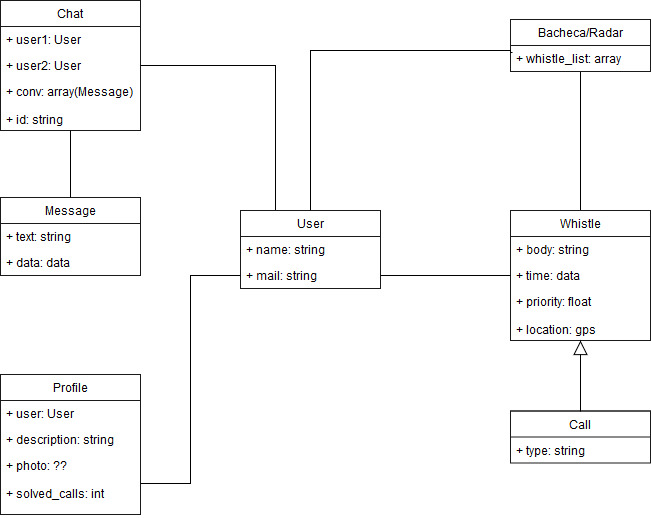 Chat
+ user1: User
+ user2: User
+ conv: array(Message)
+ id: string
Bacheca/Radar
+ whistle_list: array
Message
+ text: string
+ data: data
User
+ name: string
+ mail: string
Whistle
+ body: string
+ time: data
+ priority: float
+ location: gps
Profile
+ user: User
+ description: string
+ photo: ??
+ solved_calls: int
Call
+ type: string